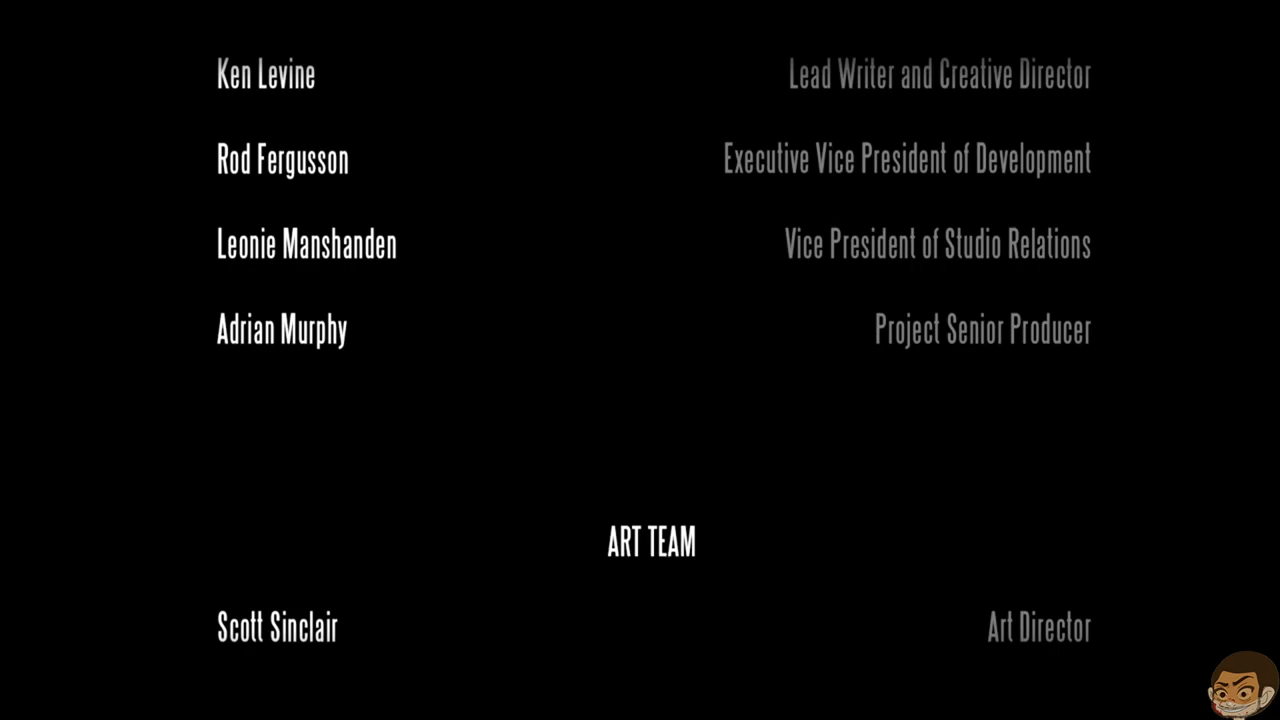 Ken Levine Lead Writer and Creative Director
Rod Fergusson Executive Vice President of Development
Leonie Manshanden Vice President of Studio Relations
Adrian Murphy Project Senior Producer
ART TEAM
Scott Sinclair Art Director